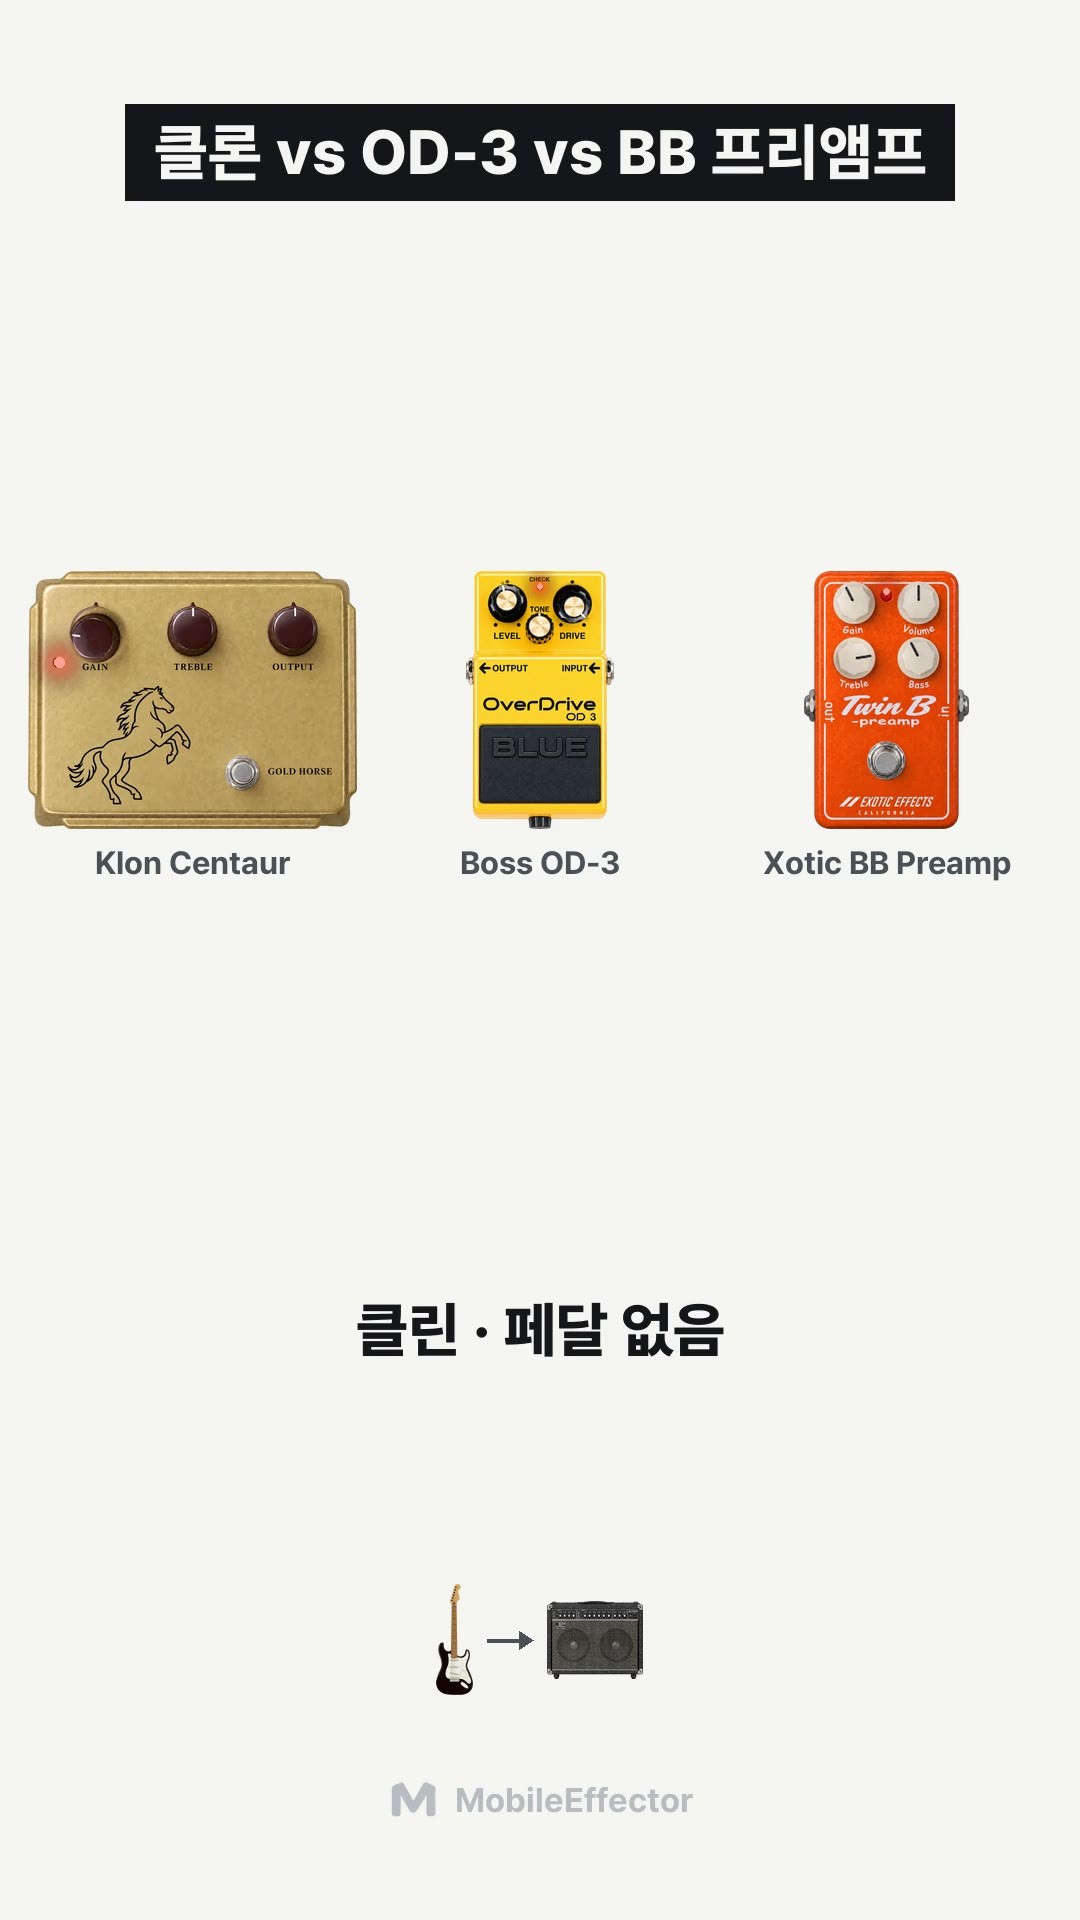 클론 vs OD-3 vs BB 프리앰프
GAIN
TREBLE
OUTPUT
GOLD HORSE
Klon Centaur
CHECK
TONE
LEVEL
DRIVE
OUTPUT
INPUT
OverDrive
OD 3
BLUE
Boss OD-3
Gain
Volume
Treble
Bass
out
in
Twin B
-preamp
EXOTIC EFFECTS
CALIFORNIA
Xotic BB Preamp
클린 · 페달 없음
MobileEffector